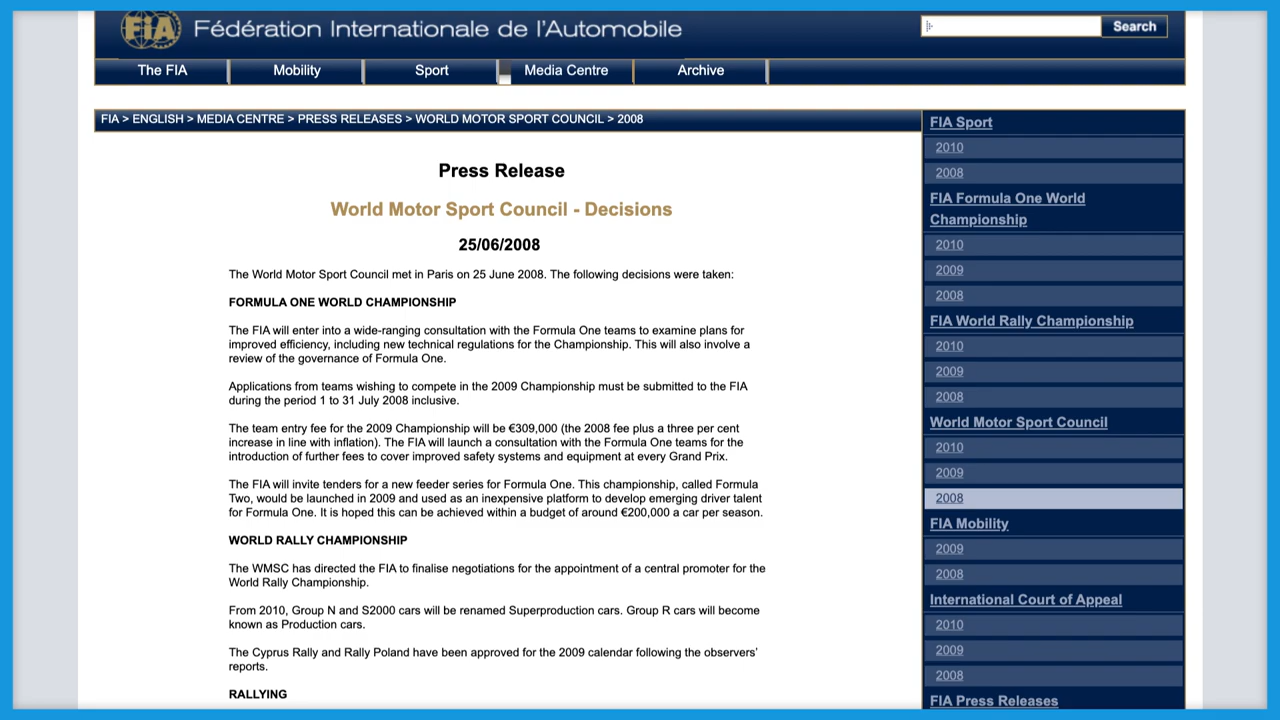 FiA Fédération Internationale de l'Automobile
Search
The FIA Mobility Sport Media Centre Archive
FIA > ENGLISH > MEDIA CENTRE > PRESS RELEASES > WORLD MOTOR SPORT COUNCIL > 2008
Press Release
World Motor Sport Council - Decisions
25/06/2008
The World Motor Sport Council met in Paris on 25 June 2008. The following decisions were taken:
FORMULA ONE WORLD CHAMPIONSHIP
The FIA will enter into a wide-ranging consultation with the Formula One teams to examine plans for
improved efficiency, including new technical regulations for the Championship. This will also involve a
review of the governance of Formula One.
Applications from teams wishing to compete in the 2009 Championship must be submitted to the FIA
during the period 1 to 31 July 2008 inclusive.
The team entry fee for the 2009 Championship will be €309,000 (the 2008 fee plus a three per cent
increase in line with inflation). The FIA will launch a consultation with the Formula One teams for the
introduction of further fees to cover improved safety systems and equipment at every Grand Prix.
The FIA will invite tenders for a new feeder series for Formula One. This championship, called Formula
Two, would be launched in 2009 and used as an inexpensive platform to develop emerging driver talent
for Formula One. It is hoped this can be achieved within a budget of around €200,000 a car per season.
WORLD RALLY CHAMPIONSHIP
The WMSC has directed the FIA to finalise negotiations for the appointment of a central promoter for the
World Rally Championship.
From 2010, Group N and S2000 cars will be renamed Superproduction cars. Group R cars will become
known as Production cars.
The Cyprus Rally and Rally Poland have been approved for the 2009 calendar following the observers'
reports.
RALLYING
FIA Sport
2010
2008
FIA Formula One World
Championship
2010
2009
2008
FIA World Rally Championship
2010
2009
2008
World Motor Sport Council
2010
2009
2008
FIA Mobility
2009
2008
International Court of Appeal
2010
2009
2008
FIA Press Releases